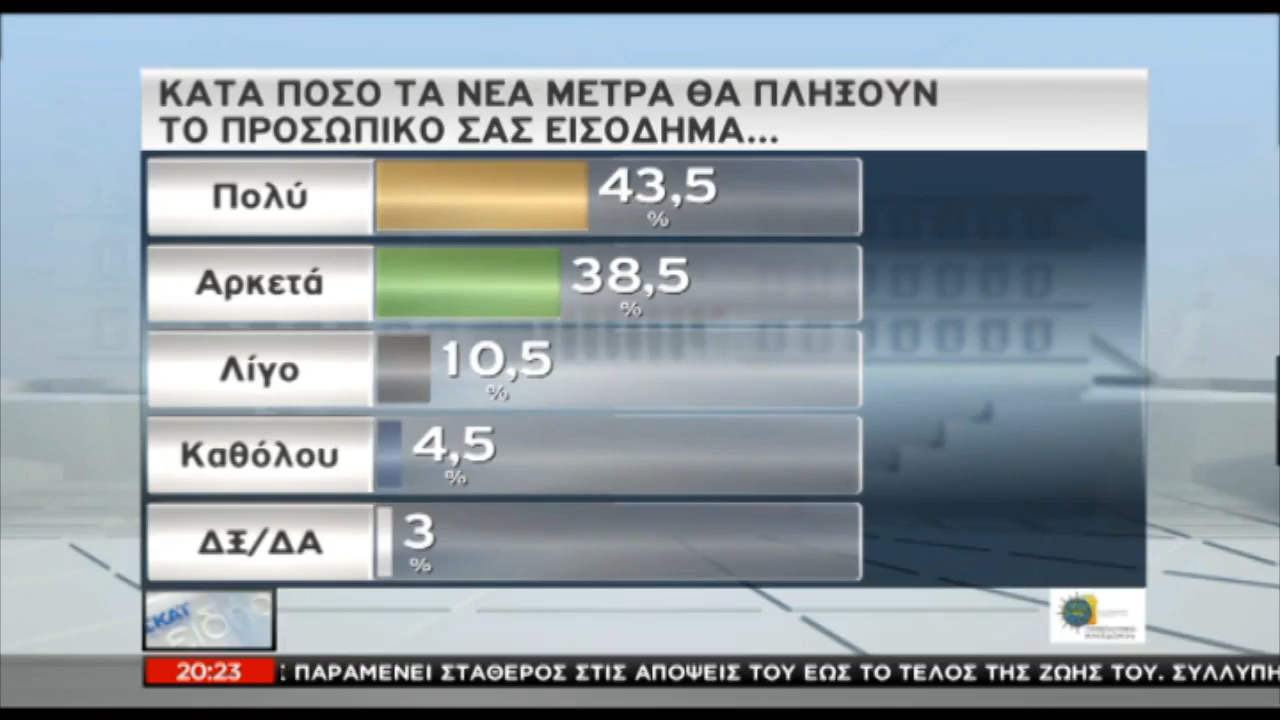 ΚΑΤΑ ΠΟΣΟ ΤΑ ΝΕΑ ΜΕΤΡΑ ΘΑ ΠΛΗΞΟΥΝ
ΤΟ ΠΡΟΣΩΠΙΚΟ ΣΑΣ ΕΙΣΟΔΗΜΑ...
Πολύ
43,5
%
Αρκετά
38,5
%
Λίγο
10,5
%
Καθόλου
4,5
%
ΔΞ/ΔΑ
3
%
ΣΚΑΪ
20:23
ΠΑΡΑΜΕΝΕΙ ΣΤΑΘΕΡΟΣ ΣΤΙΣ ΑΠΟΨΕΙΣ ΤΟΥ ΕΩΣ ΤΟ ΤΕΛΟΣ ΤΗΣ ΖΩΗΣ ΤΟΥ. ΣΥΛΛΥΠΗ